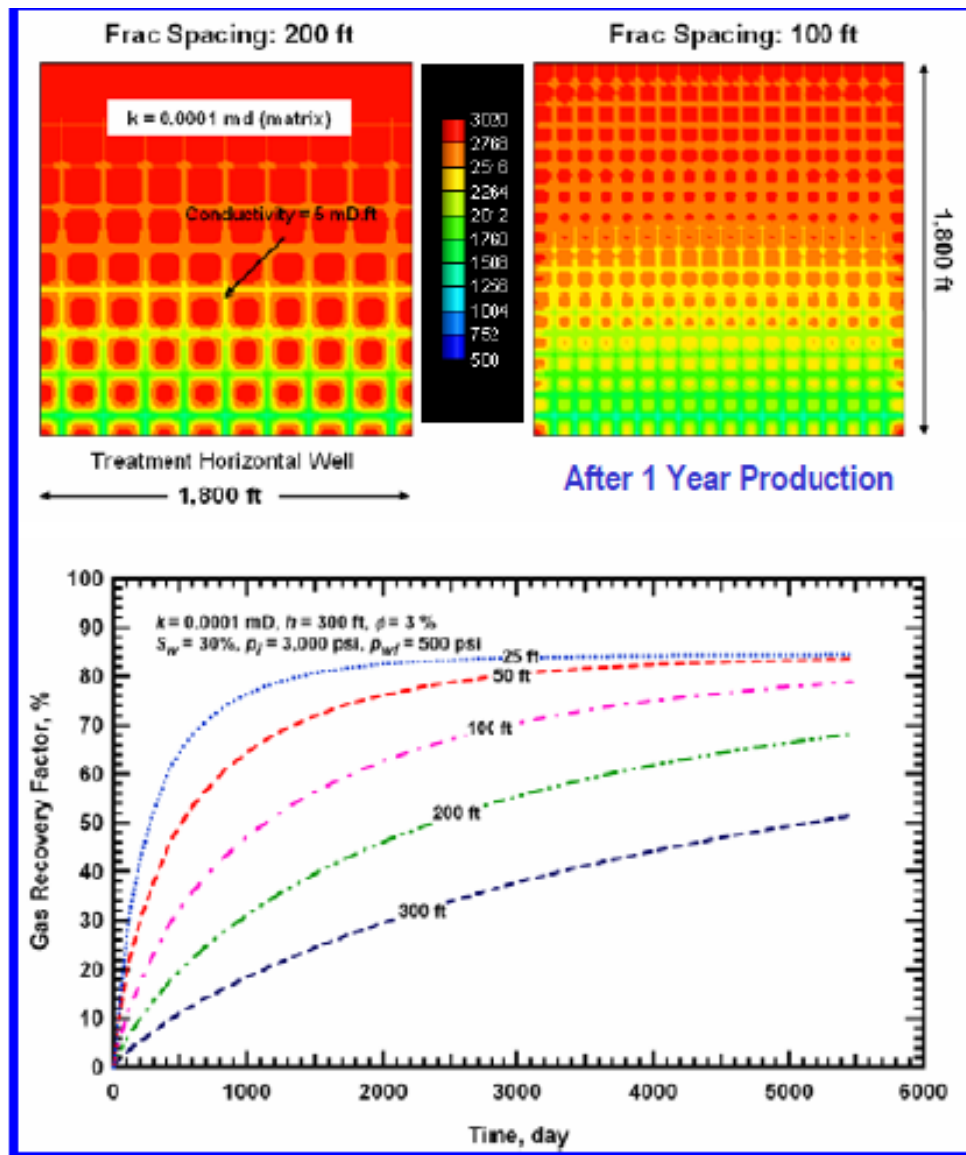 Frac Spacing: 200 ft
Frac Spacing: 100 ft
k = 0.0001 md (matrix)
Conductivity = 5 mD.ft
3020
2768
2516
2264
2012
1760
1508
1256
1004
752
500
1,800 ft
Treatment Horizontal Well
1,800 ft
After 1 Year Production
100
90
80
70
60
50
40
30
20
10
0
Gas Recovery Factor, %
k = 0.0001 mD, h = 300 ft, ϕ = 3 %
Sw = 30%, pi = 3,000 psi, pwf = 500 psi
25 ft
50 ft
100 ft
200 ft
300 ft
0
1000
2000
3000
4000
5000
6000
Time, day